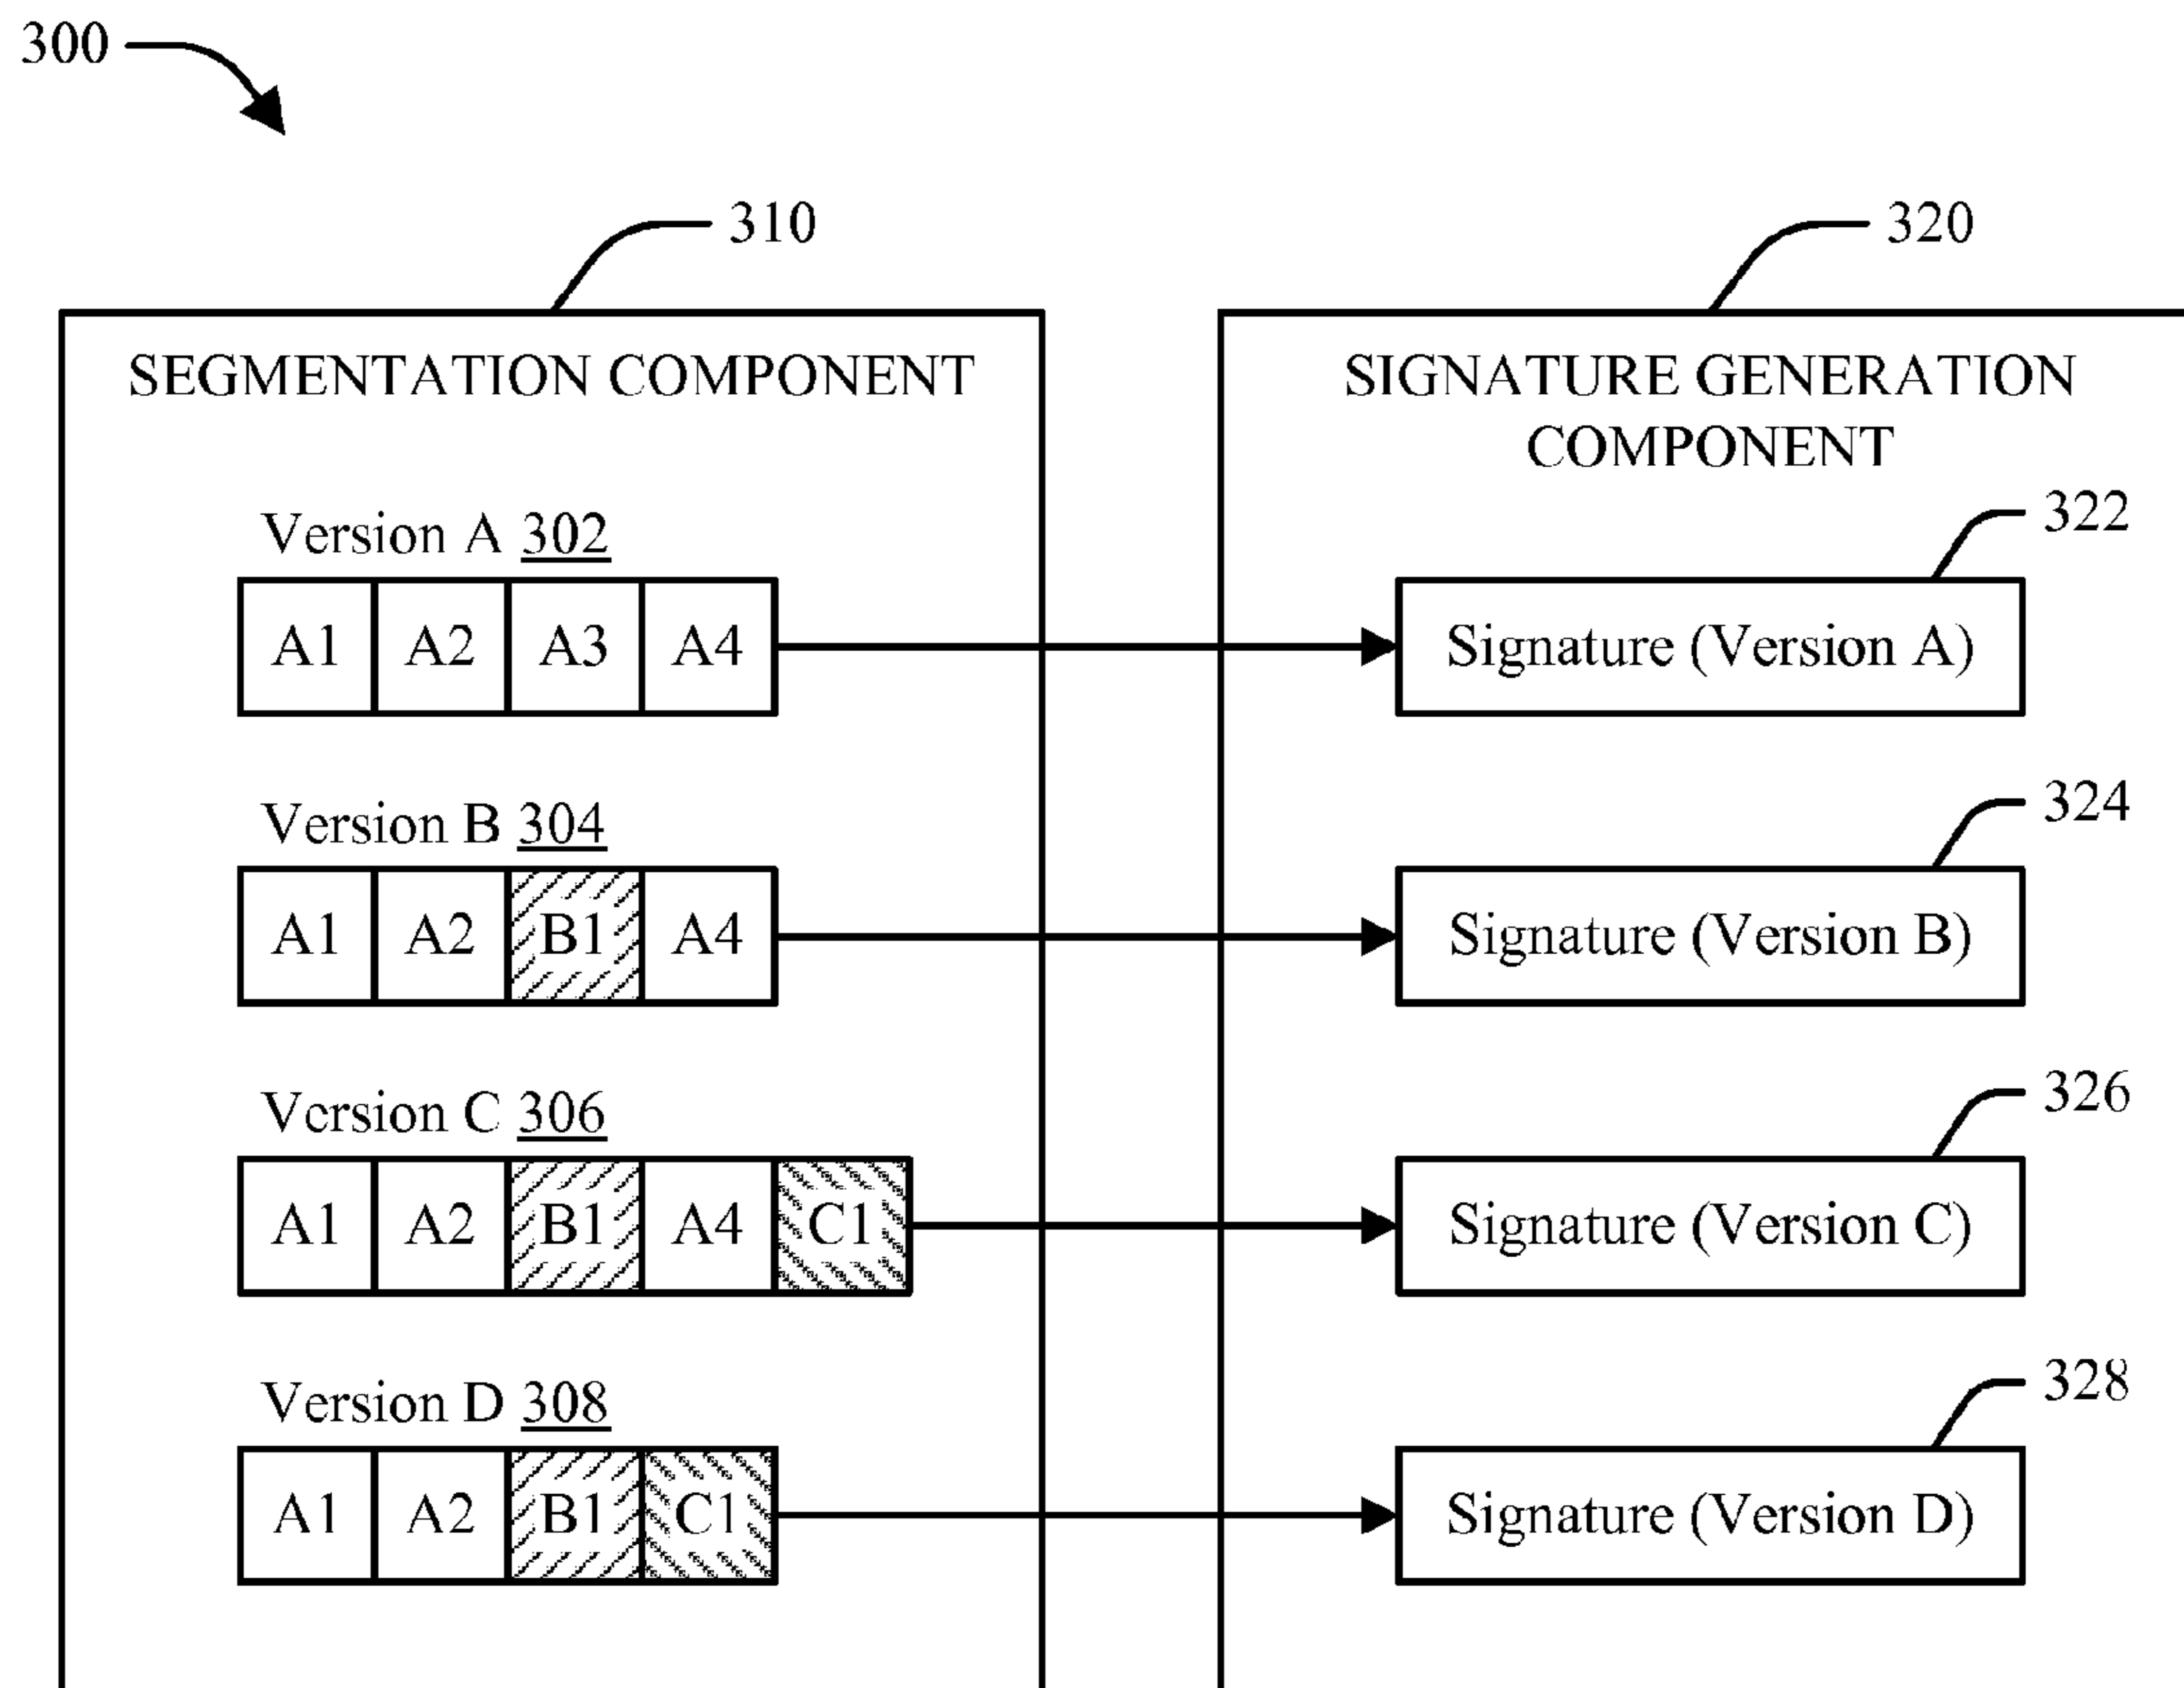 300
310
320
SEGMENTATION COMPONENT
SIGNATURE GENERATION
COMPONENT
Version A 302
322
A1 A2 A3 A4
Signature (Version A)
Version B 304
324
A1 A2 B1 A4
Signature (Version B)
Version C 306
326
A1 A2 B1 A4 C1
Signature (Version C)
Version D 308
328
A1 A2 B1 C1
Signature (Version D)